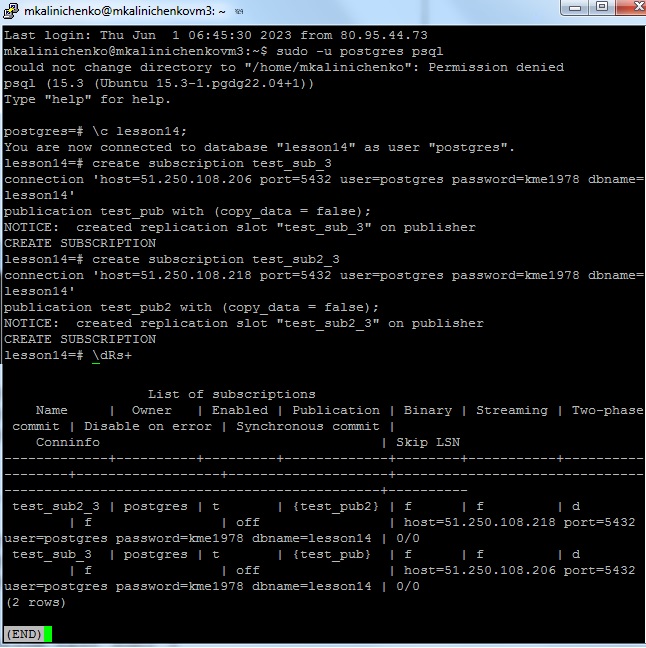 mkalinichenko@mkalinichenkovm3: ~
Last login: Thu Jun  1 06:45:30 2023 from 80.95.44.73
mkalinichenko@mkalinichenkovm3:~$ sudo -u postgres psql
could not change directory to "/home/mkalinichenko": Permission denied
psql (15.3 (Ubuntu 15.3-1.pgdg22.04+1))
Type "help" for help.
postgres=# \c lesson14;
You are now connected to database "lesson14" as user "postgres".
lesson14=# create subscription test_sub_3
connection 'host=51.250.108.206 port=5432 user=postgres password=kme1978 dbname=
lesson14'
publication test_pub with (copy_data = false);
NOTICE:  created replication slot "test_sub_3" on publisher
CREATE SUBSCRIPTION
lesson14=# create subscription test_sub2_3
connection 'host=51.250.108.218 port=5432 user=postgres password=kme1978 dbname=
lesson14'
publication test_pub2 with (copy_data = false);
NOTICE:  created replication slot "test_sub2_3" on publisher
CREATE SUBSCRIPTION
lesson14=# \dRs+
List of subscriptions
    Name     |  Owner   | Enabled | Publication | Binary | Streaming | Two-phase
 commit | Disable on error | Synchronous commit |
    Conninfo                                   | Skip LSN
-------------+----------+---------+-------------+--------+-----------+----------
--------+------------------+--------------------+-------------------------------
-----------------------------------------------+----------
 test_sub2_3 | postgres | t       | {test_pub2} | f      | f         | d
        | f                | off                | host=51.250.108.218 port=5432
user=postgres password=kme1978 dbname=lesson14 | 0/0
 test_sub_3  | postgres | t       | {test_pub}  | f      | f         | d
        | f                | off                | host=51.250.108.206 port=5432
user=postgres password=kme1978 dbname=lesson14 | 0/0
(2 rows)
(END)